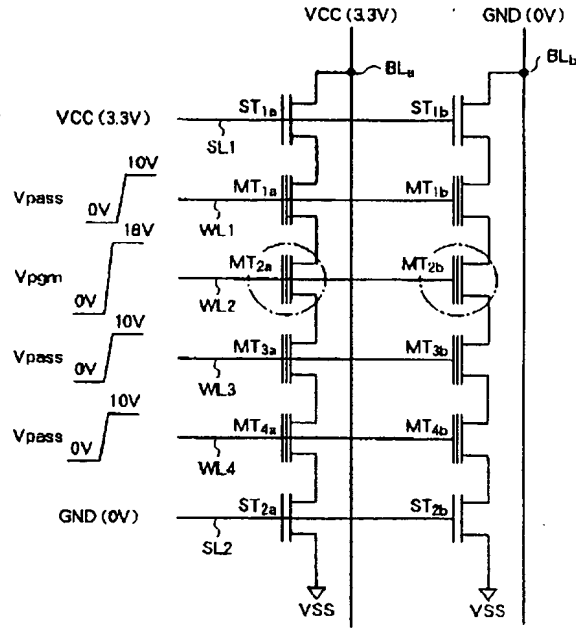 VCC (3.3V) GND (0V)
BLa BLb
VCC (3.3V) ST1a ST1b
SL1
10V
Vpass 0V MT1a MT1b
WL1
18V
Vpgm 0V MT2a MT2b
WL2
10V
Vpass 0V MT3a MT3b
WL3
10V
Vpass 0V MT4a MT4b
WL4
GND (0V) ST2a ST2b
SL2
VSS VSS